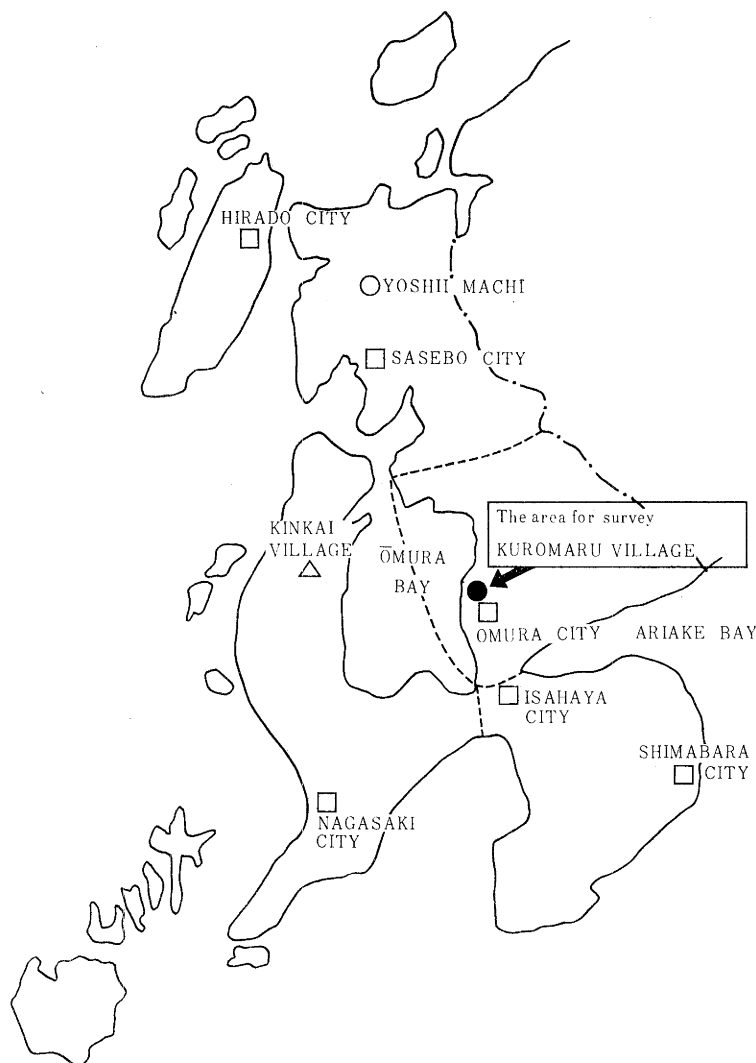 HIRADO CITY
YOSHII MACHI
SASEBO CITY
The area for survey
KUROMARU VILLAGE
KINKAI
VILLAGE
ŌMURA
BAY
OMURA CITY
ARIAKE BAY
ISAHAYA
CITY
SHIMABARA
CITY
NAGASAKI
CITY